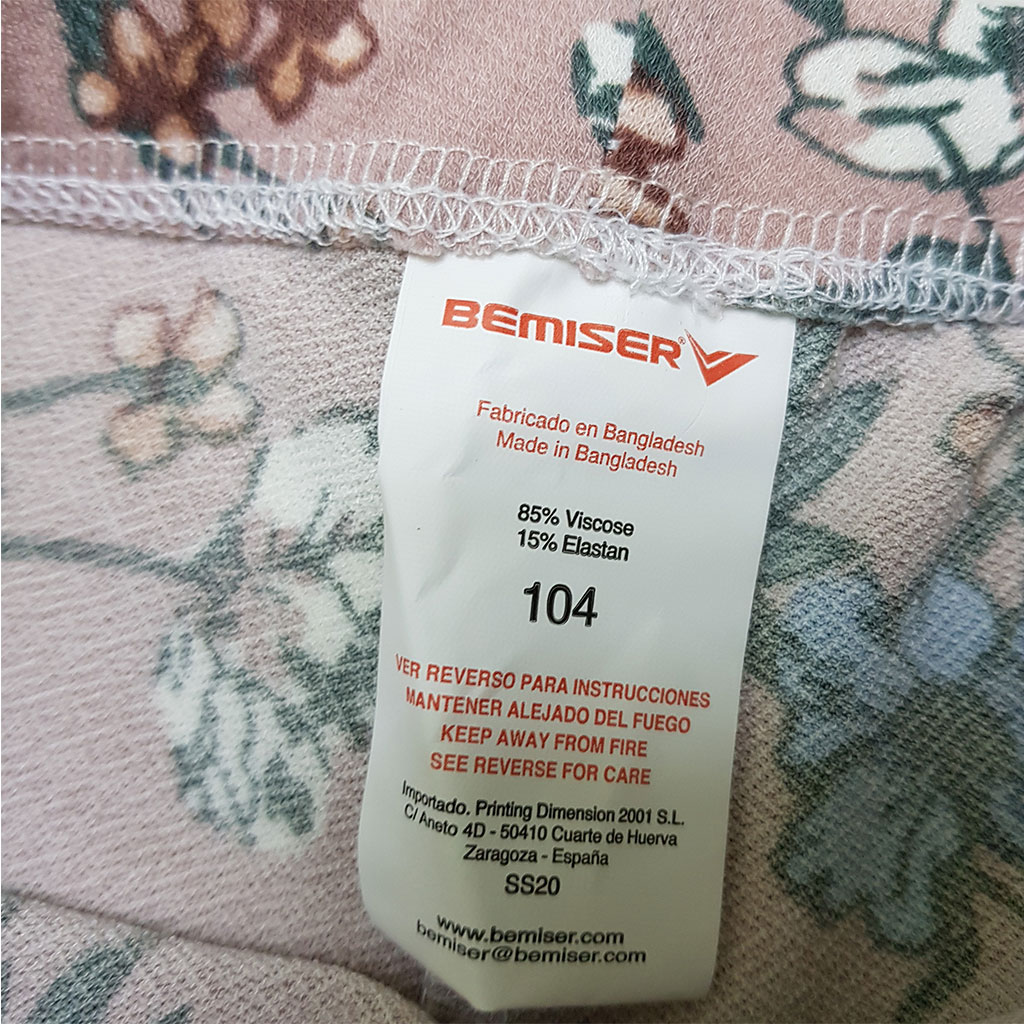 BEMISER®
Fabricado en Bangladesh
Made in Bangladesh
85% Viscose
15% Elastan
104
VER REVERSO PARA INSTRUCCIONES
MANTENER ALEJADO DEL FUEGO
KEEP AWAY FROM FIRE
SEE REVERSE FOR CARE
Importado. Printing Dimension 2001 S.L.
C/ Aneto 4D - 50410 Cuarte de Huerva
Zaragoza - España
SS20
www.bemiser.com
bemiser@bemiser.com